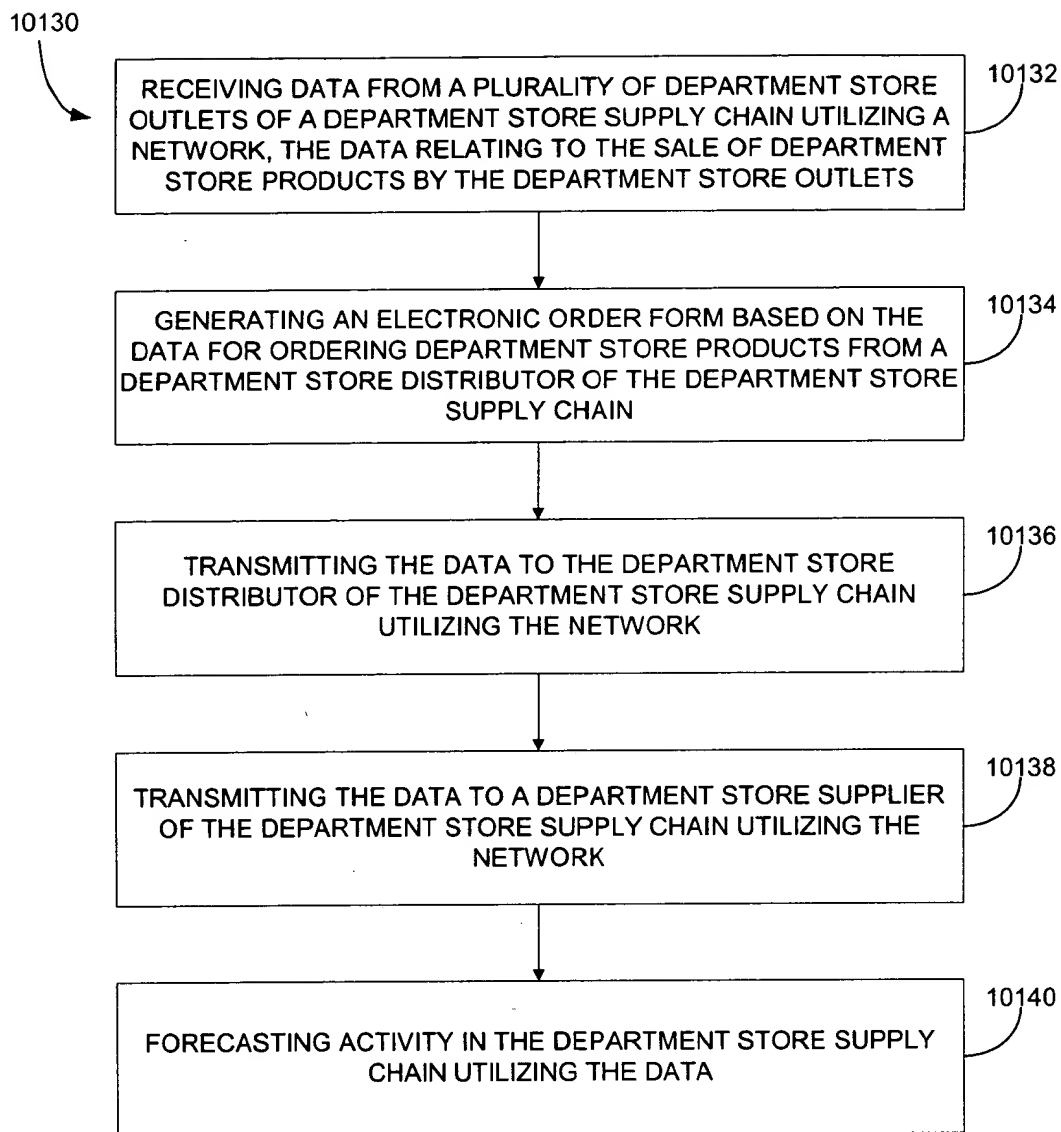 10130
RECEIVING DATA FROM A PLURALITY OF DEPARTMENT STORE
OUTLETS OF A DEPARTMENT STORE SUPPLY CHAIN UTILIZING A
NETWORK, THE DATA RELATING TO THE SALE OF DEPARTMENT
STORE PRODUCTS BY THE DEPARTMENT STORE OUTLETS
10132
GENERATING AN ELECTRONIC ORDER FORM BASED ON THE
DATA FOR ORDERING DEPARTMENT STORE PRODUCTS FROM A
DEPARTMENT STORE DISTRIBUTOR OF THE DEPARTMENT STORE
SUPPLY CHAIN
10134
TRANSMITTING THE DATA TO THE DEPARTMENT STORE
DISTRIBUTOR OF THE DEPARTMENT STORE SUPPLY CHAIN
UTILIZING THE NETWORK
10136
TRANSMITTING THE DATA TO A DEPARTMENT STORE SUPPLIER
OF THE DEPARTMENT STORE SUPPLY CHAIN UTILIZING THE
NETWORK
10138
FORECASTING ACTIVITY IN THE DEPARTMENT STORE SUPPLY
CHAIN UTILIZING THE DATA
10140